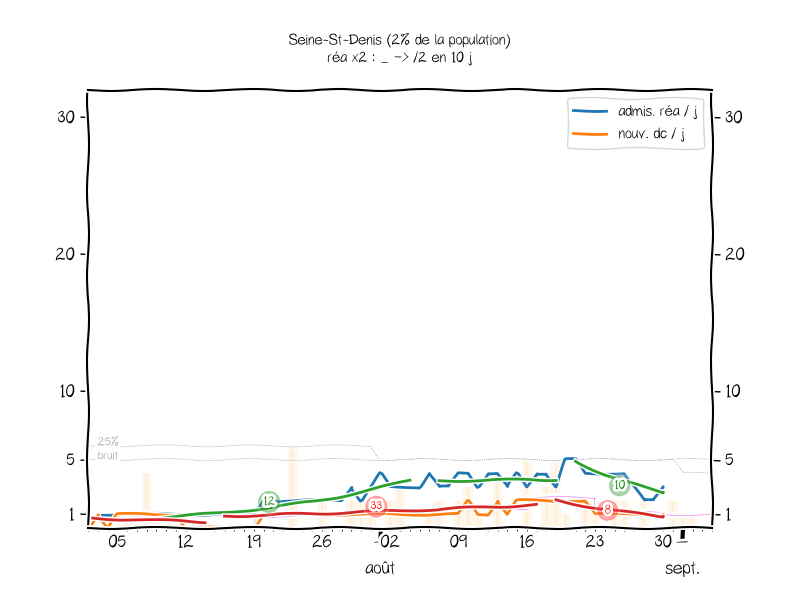 Seine-St-Denis (2% de la population)
réa x2 : _ -> /2 en 10 j
admis. réa / j
nouv. dc / j
30
30
20
20
10
10
25%
bruit
5
5
1
1
12
33
10
8
05 12 19 26 02 09 16 23 30
août sept.